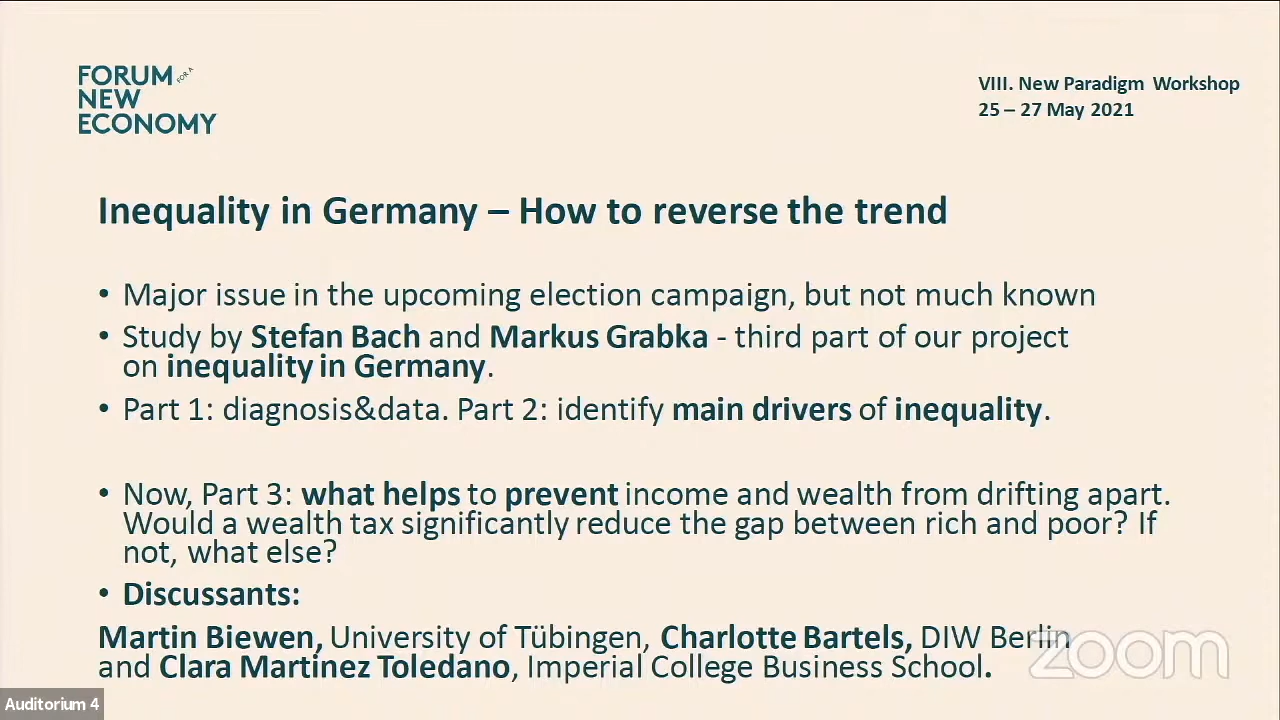 FORUM FOR A
NEW
ECONOMY
VIII. New Paradigm Workshop
25 – 27 May 2021
Inequality in Germany – How to reverse the trend
• Major issue in the upcoming election campaign, but not much known
• Study by Stefan Bach and Markus Grabka - third part of our project
on inequality in Germany.
• Part 1: diagnosis&data. Part 2: identify main drivers of inequality.
• Now, Part 3: what helps to prevent income and wealth from drifting apart.
Would a wealth tax significantly reduce the gap between rich and poor? If
not, what else?
• Discussants:
Martin Biewen, University of Tübingen, Charlotte Bartels, DIW Berlin
and Clara Martinez Toledano, Imperial College Business School.
zoom
Auditorium 4